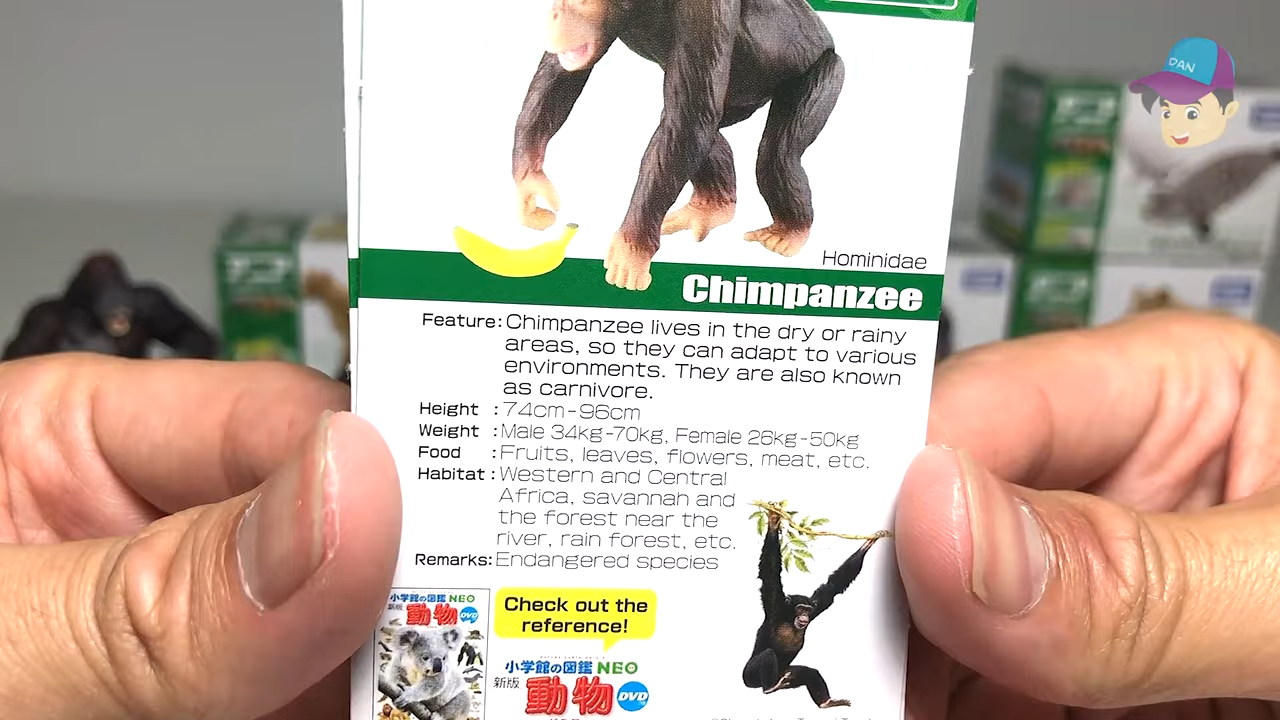 DAN
Hominidae
Chimpanzee
Feature: Chimpanzee lives in the dry or rainy
areas, so they can adapt to various
environments. They are also known
as carnivore.
Height : 74cm-96cm
Weight : Male 34kg-70kg, Female 26kg-50kg
Food : Fruits, leaves, flowers, meat, etc.
Habitat : Western and Central
Africa, savannah and
the forest near the
river, rain forest, etc.
Remarks: Endangered species
小学館の図鑑 NEO
新版 動物 DVD
Check out the
reference!
小学館の図鑑 NEO
新版 動物 DVD